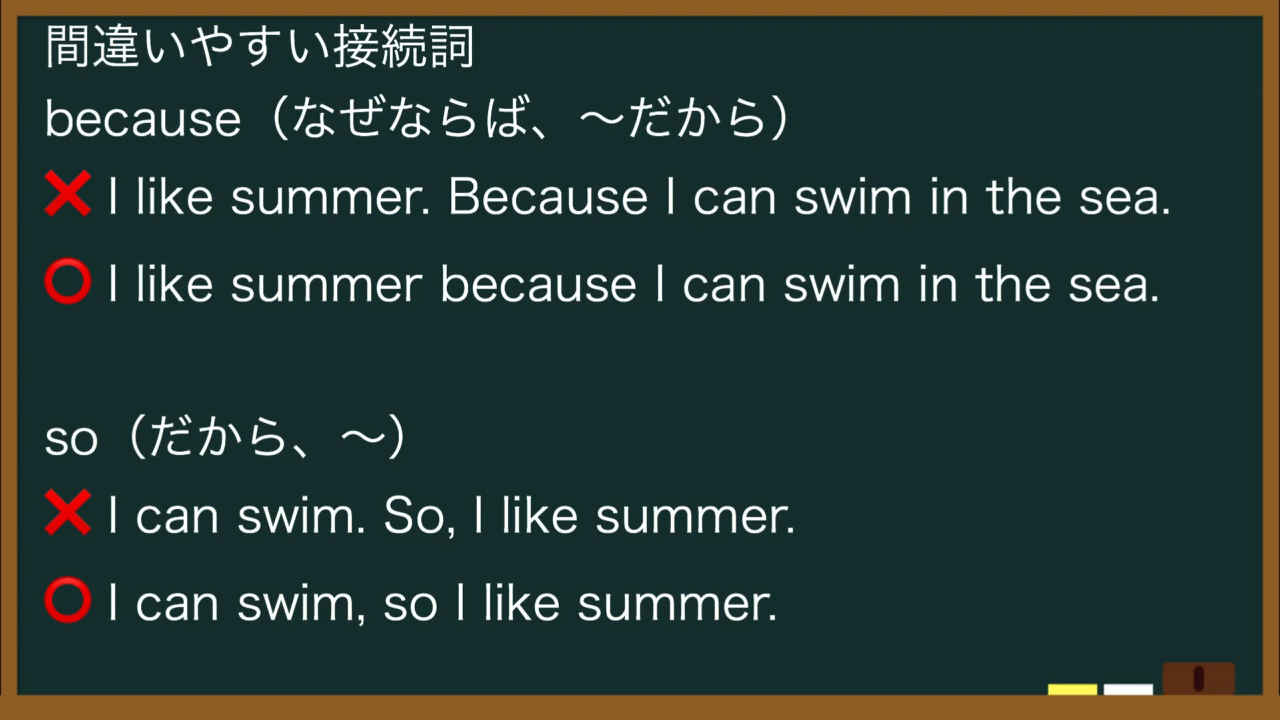 間違いやすい接続詞
because（なぜならば、〜だから）
❌ I like summer. Because I can swim in the sea.
⭕ I like summer because I can swim in the sea.
so（だから、〜）
❌ I can swim. So, I like summer.
⭕ I can swim, so I like summer.